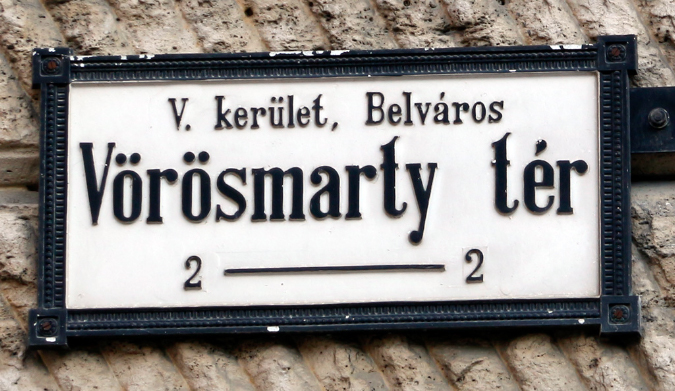 V. kerület, Belváros
Vörösmarty tér
2 — 2